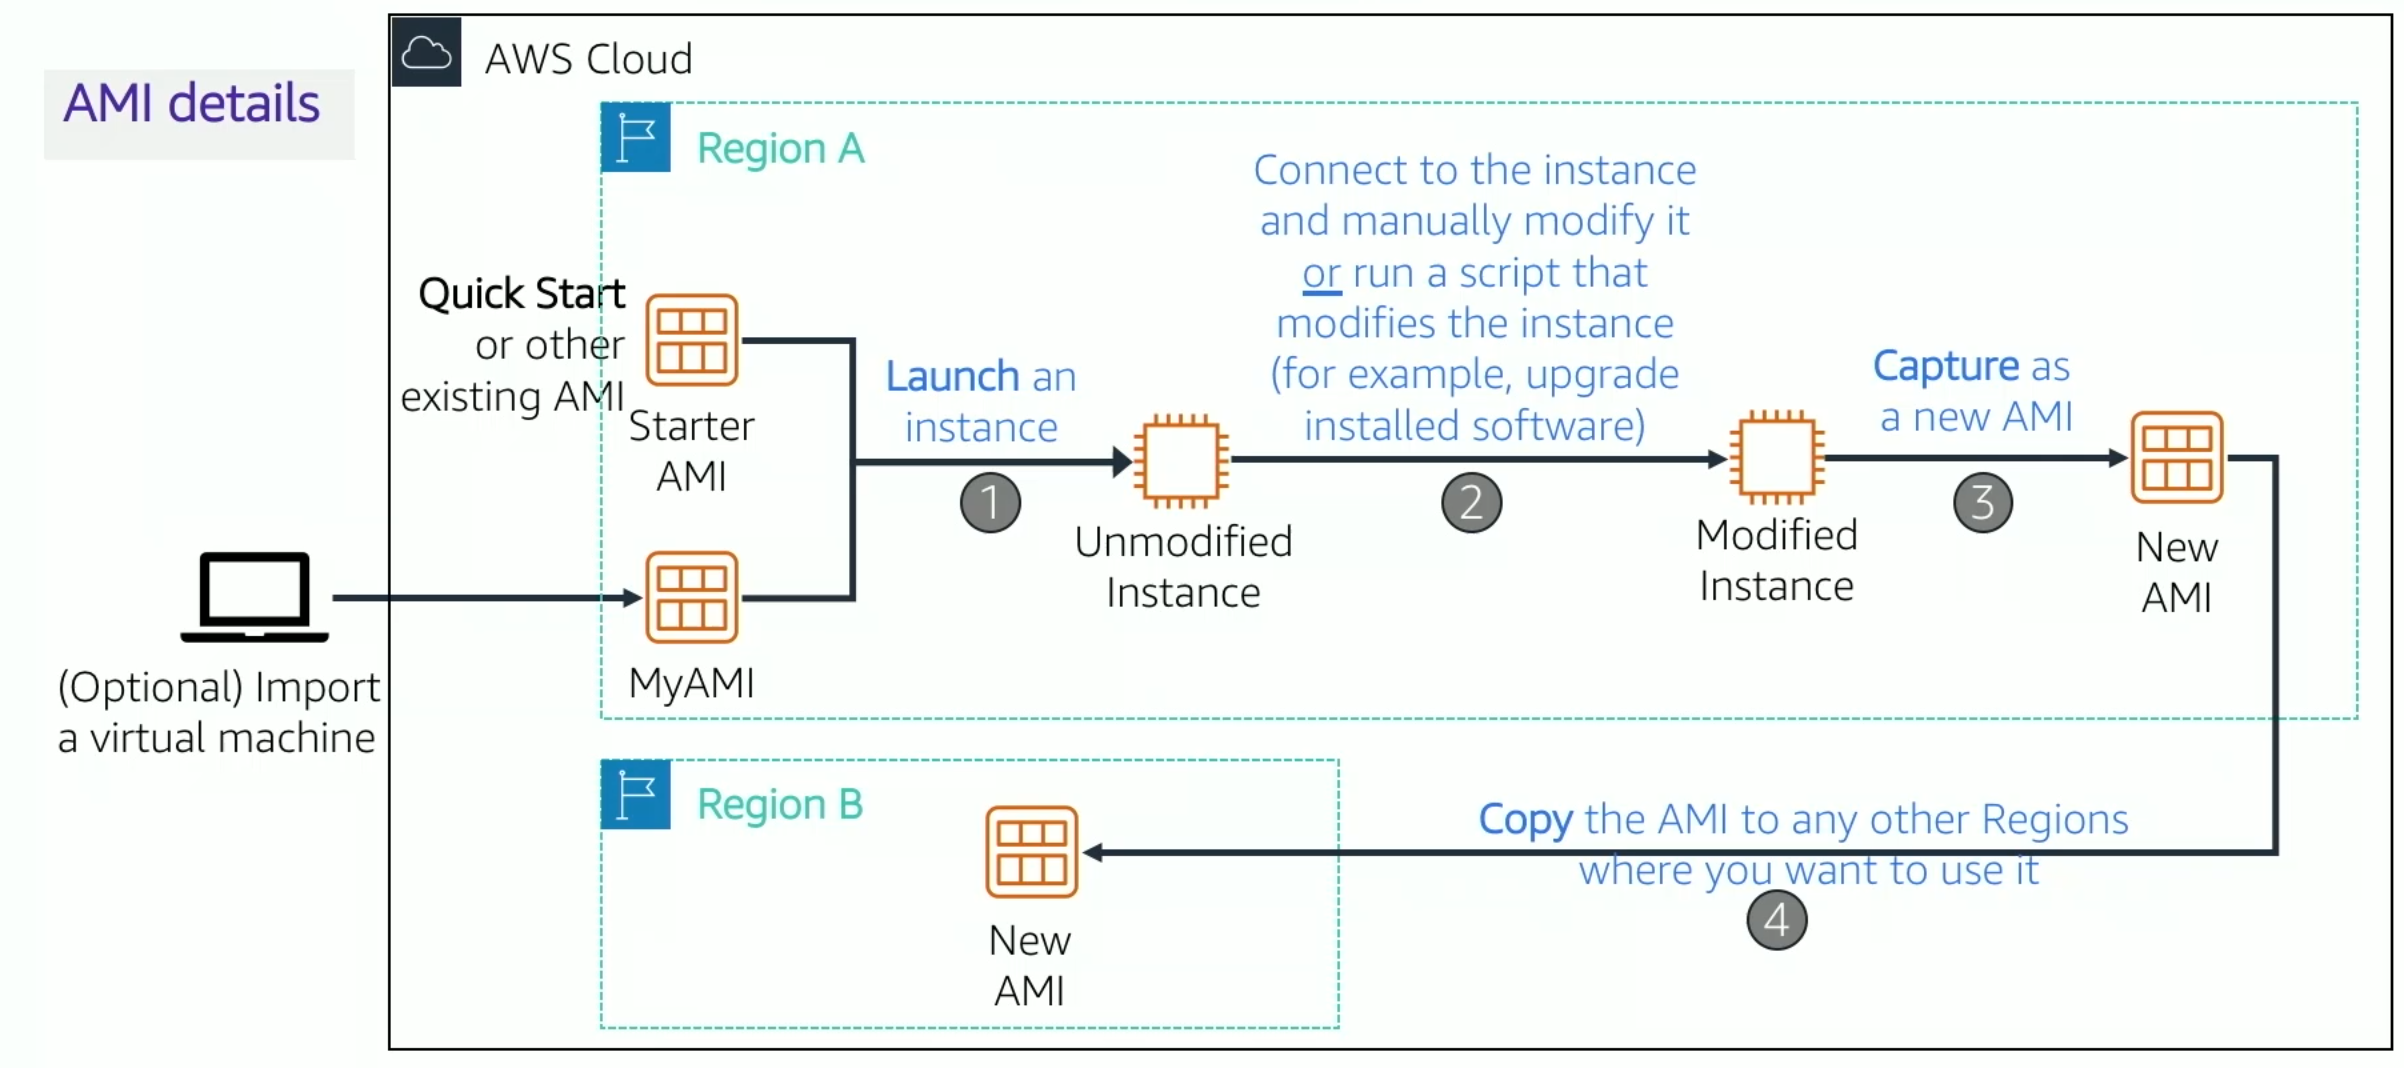 AWS Cloud
AMI details
Region A
Quick Start
or other
existing AMI
Starter
AMI
(Optional) Import
a virtual machine
MyAMI
Launch an
instance
1
Unmodified
Instance
Connect to the instance
and manually modify it
or run a script that
modifies the instance
(for example, upgrade
installed software)
2
Modified
Instance
Capture as
a new AMI
3
New
AMI
Region B
Copy the AMI to any other Regions
where you want to use it
4
New
AMI